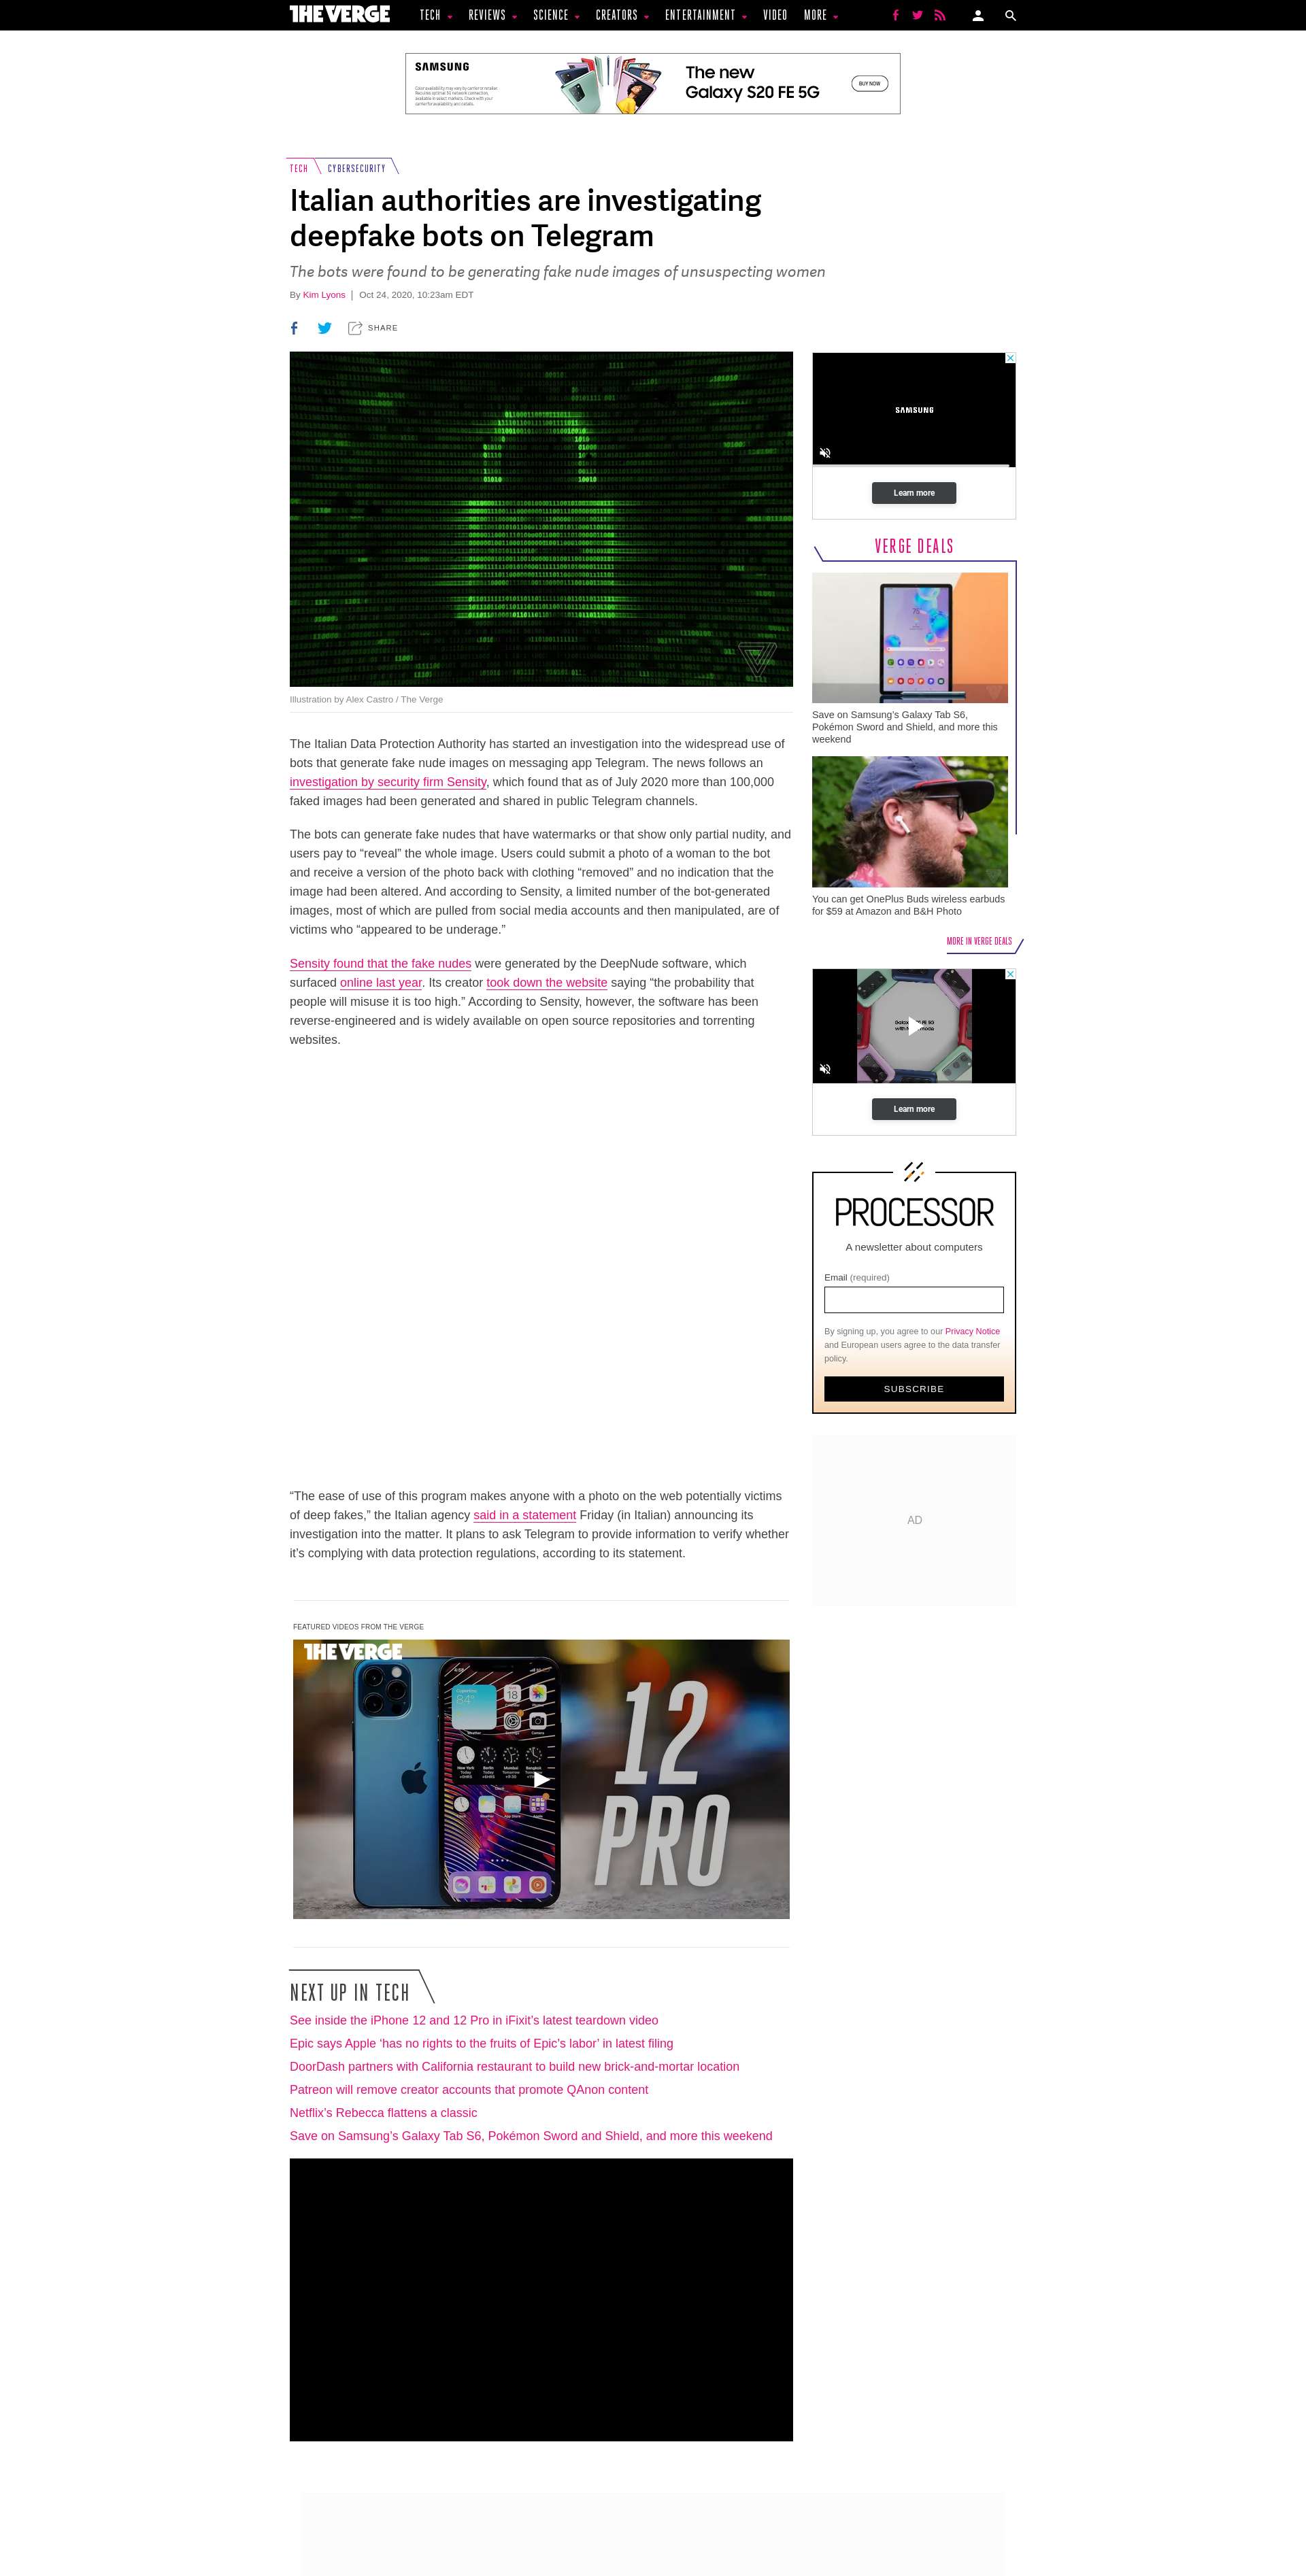 THE VERGE
TECH
REVIEWS
SCIENCE
CREATORS
ENTERTAINMENT
VIDEO
MORE
SAMSUNG
The new
Galaxy S20 FE 5G
BUY NOW
TECH
CYBERSECURITY
Italian authorities are investigating
deepfake bots on Telegram
The bots were found to be generating fake nude images of unsuspecting women
By Kim Lyons | Oct 24, 2020, 10:23am EDT
SHARE
Illustration by Alex Castro / The Verge
The Italian Data Protection Authority has started an investigation into the widespread use of
bots that generate fake nude images on messaging app Telegram. The news follows an
investigation by security firm Sensity, which found that as of July 2020 more than 100,000
faked images had been generated and shared in public Telegram channels.
The bots can generate fake nudes that have watermarks or that show only partial nudity, and
users pay to “reveal” the whole image. Users could submit a photo of a woman to the bot
and receive a version of the photo back with clothing “removed” and no indication that the
image had been altered. And according to Sensity, a limited number of the bot-generated
images, most of which are pulled from social media accounts and then manipulated, are of
victims who “appeared to be underage.”
Sensity found that the fake nudes were generated by the DeepNude software, which
surfaced online last year. Its creator took down the website saying “the probability that
people will misuse it is too high.” According to Sensity, however, the software has been
reverse-engineered and is widely available on open source repositories and torrenting
websites.
“The ease of use of this program makes anyone with a photo on the web potentially victims
of deep fakes,” the Italian agency said in a statement Friday (in Italian) announcing its
investigation into the matter. It plans to ask Telegram to provide information to verify whether
it’s complying with data protection regulations, according to its statement.
FEATURED VIDEOS FROM THE VERGE
THE VERGE
12
PRO
NEXT UP IN TECH
See inside the iPhone 12 and 12 Pro in iFixit’s latest teardown video
Epic says Apple ‘has no rights to the fruits of Epic’s labor’ in latest filing
DoorDash partners with California restaurant to build new brick-and-mortar location
Patreon will remove creator accounts that promote QAnon content
Netflix’s Rebecca flattens a classic
Save on Samsung’s Galaxy Tab S6, Pokémon Sword and Shield, and more this weekend
SAMSUNG
Learn more
VERGE DEALS
Save on Samsung’s Galaxy Tab S6,
Pokémon Sword and Shield, and more this
weekend
You can get OnePlus Buds wireless earbuds
for $59 at Amazon and B&H Photo
MORE IN VERGE DEALS
Learn more
PROCESSOR
A newsletter about computers
Email (required)
By signing up, you agree to our Privacy Notice
and European users agree to the data transfer
policy.
SUBSCRIBE
AD